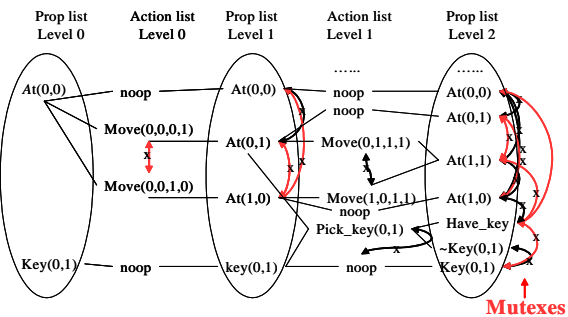 Prop list Action list Prop list Action list Prop list
Level 0 Level 0 Level 1 Level 1 Level 2
...... ......
At(0,0) noop At(0,0) noop At(0,0)
noop At(0,1)
Move(0,0,0,1) At(0,1) Move(0,1,1,1) x
x x x x x At(1,1) x
Move(0,0,1,0) At(1,0) Move(1,0,1,1) At(1,0) x x
noop
Pick_key(0,1) Have_key
x ~Key(0,1) x
Key(0,1) noop key(0,1) noop Key(0,1) x
Mutexes